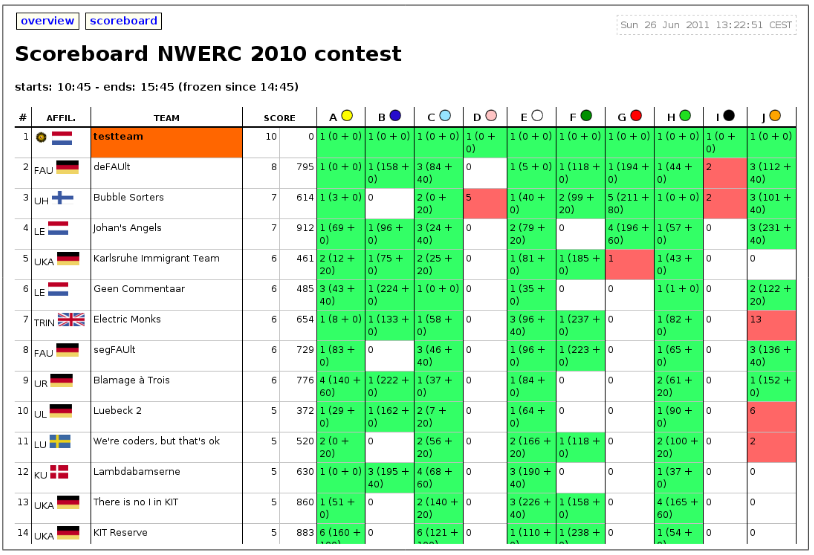 overview scoreboard
Sun 26 Jun 2011 13:22:51 CEST
Scoreboard NWERC 2010 contest
starts: 10:45 - ends: 15:45 (frozen since 14:45)
# AFFIL. TEAM SCORE A B C D E F G H I J
1 testteam 10 0 1 (0 + 0) 1 (0 + 0) 1 (0 + 0) 1 (0 + 1 (0 + 0) 1 (0 + 0) 1 (0 + 0) 1 (0 + 0) 1 (0 + 1 (0 + 0)
0) 0)
2 FAU deFAUlt 8 795 1 (0 + 0) 1 (158 + 3 (84 + 0 1 (5 + 0) 1 (118 + 1 (194 + 1 (44 + 2 3 (112 +
0) 40) 0) 0) 0) 40)
3 UH Bubble Sorters 7 614 1 (3 + 0) 0 2 (0 + 5 1 (40 + 2 (99 + 5 (211 + 1 (0 + 0) 2 3 (101 +
20) 0) 20) 80) 40)
4 LE Johan's Angels 7 912 1 (69 + 1 (96 + 3 (24 + 0 2 (79 + 0 4 (196 + 1 (57 + 0 3 (231 +
0) 0) 40) 20) 60) 0) 40)
5 UKA Karlsruhe Immigrant Team 6 461 2 (12 + 1 (75 + 2 (25 + 0 1 (81 + 1 (185 + 1 1 (43 + 0 0
20) 0) 20) 0) 0) 0)
6 LE Geen Commentaar 6 485 3 (43 + 1 (224 + 1 (0 + 0) 0 1 (35 + 0 0 1 (1 + 0) 0 2 (122 +
40) 0) 0) 20)
7 TRIN Electric Monks 6 654 1 (8 + 0) 1 (133 + 1 (58 + 0 3 (96 + 1 (237 + 0 1 (82 + 0 13
0) 0) 40) 0) 0)
8 FAU segFAUlt 6 729 1 (83 + 0 3 (46 + 0 1 (96 + 1 (223 + 0 1 (65 + 0 3 (136 +
0) 40) 0) 0) 0) 40)
9 UR Blamage à Trois 6 776 4 (140 + 1 (222 + 1 (37 + 0 1 (84 + 0 0 2 (61 + 0 1 (152 +
60) 0) 0) 0) 20) 0)
10 UL Luebeck 2 5 372 1 (29 + 1 (162 + 2 (7 + 0 1 (64 + 0 0 1 (90 + 0 6
0) 0) 20) 0) 0)
11 LU We're coders, but that's ok 5 520 2 (0 + 0 2 (56 + 0 2 (166 + 1 (118 + 0 2 (100 + 0 2
20) 20) 20) 0) 20)
12 KU Lambdabamserne 5 630 1 (0 + 0) 3 (195 + 4 (68 + 0 3 (190 + 0 0 1 (37 + 0 0
40) 60) 40) 0)
13 UKA There is no I in KIT 5 860 1 (51 + 0 2 (140 + 0 3 (226 + 1 (158 + 0 4 (165 + 0 0
0) 20) 40) 0) 60)
14 UKA KIT Reserve 5 883 6 (160 + 0 6 (121 + 0 1 (110 + 1 (238 + 0 1 (54 + 0 0